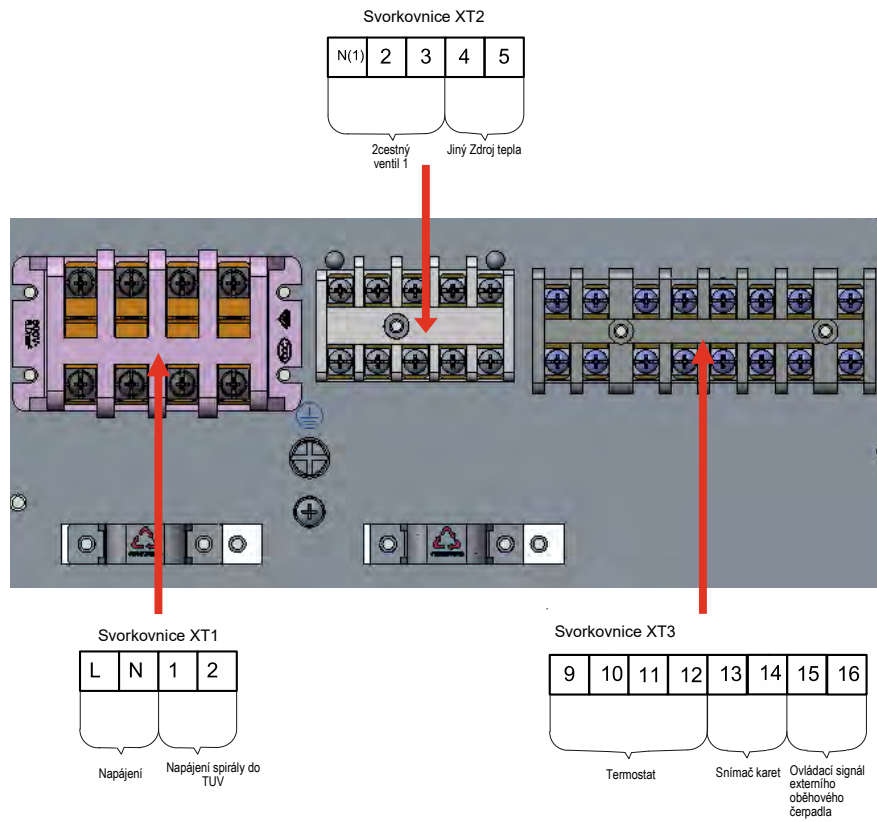 Svorkovnice XT2
N(1) 2 3 4 5
2cestný
ventil 1
Jiný Zdroj tepla
Svorkovnice XT1
L N 1 2
Napájení
Napájení spirály do
TUV
Svorkovnice XT3
9 10 11 12 13 14 15 16
Termostat
Snímač karet
Ovládací signál
externího
oběhového
čerpadla